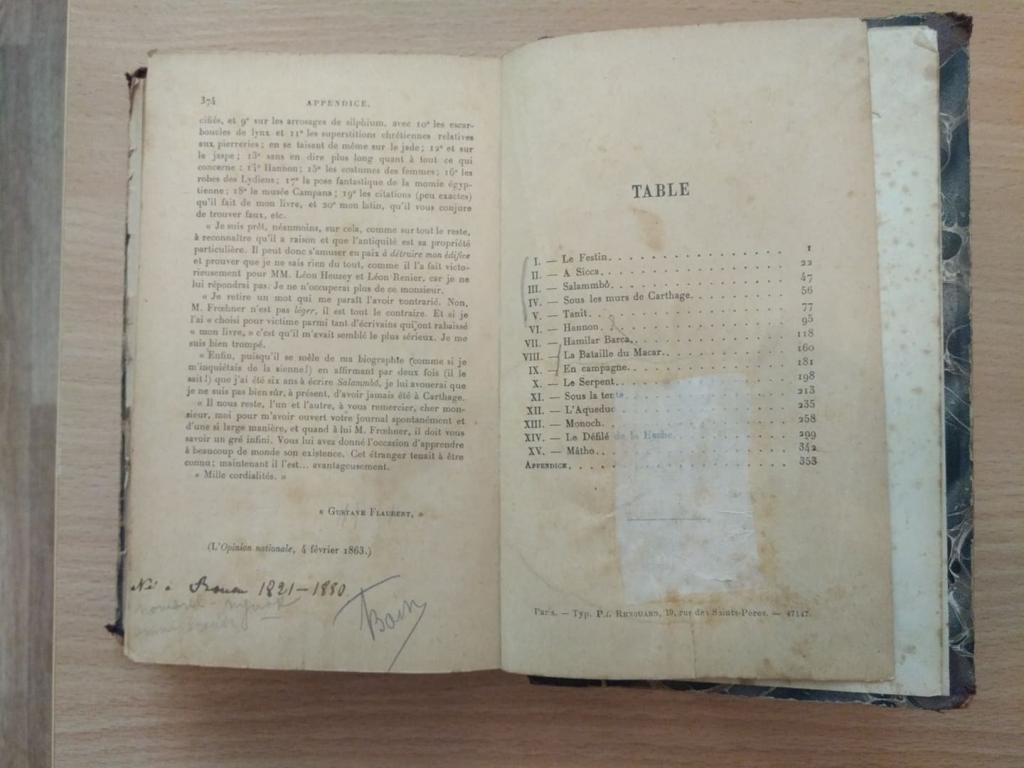 374
APPENDICE.
cifiés, et 9° sur les arrosages de silphium, avec 10° les escar-
boucles de lynx et 11° les superstitions chrétiennes relatives
aux pierreries; en se taisant de même sur le jade; 12° et sur
le jaspe; 13° sans en dire plus long quant à tout ce qui
concerne : 14° Hannon; 15° les costumes des femmes; 16° les
robes des Lydiens; 17° la pose fantastique de la momie égyp-
tienne; 18° le musée Campana; 19° les citations (peu exactes)
qu'il fait de mon livre, et 20° mon latin, qu'il vous conjure
de trouver faux, etc.
« Je suis prêt, néanmoins, sur cela, comme sur tout le reste,
à reconnaître qu'il a raison et que l'antiquité est sa propriété
particulière. Il peut donc s'amuser en paix à détruire mon édifice
et prouver que je ne sais rien du tout, comme il l'a fait victo-
rieusement pour MM. Léon Heuzey et Léon Renier, car je ne
lui répondrai pas. Je ne m'occuperai plus de ce monsieur.
« Je retire un mot qui me paraît l'avoir contrarié. Non,
M. Frœhner n'est pas léger, il est tout le contraire. Et si je
l'ai « choisi pour victime parmi tant d'écrivains qui ont rabaissé
« mon livre, » c'est qu'il m'avait semblé le plus sérieux. Je me
suis bien trompé.
« Enfin, puisqu'il se mêle de ma biographie (comme si je
m'inquiétais de la sienne!) en affirmant par deux fois (il le
sait!) que j'ai été six ans à écrire Salammbô, je lui avouerai que
je ne suis pas bien sûr, à présent, d'avoir jamais été à Carthage.
« Il nous reste, l'un et l'autre, à vous remercier, cher mon-
sieur, moi pour m'avoir ouvert votre journal spontanément et
d'une si large manière, et quant à lui M. Frœhner, il doit vous
savoir un gré infini. Vous lui avez donné l'occasion d'apprendre
à beaucoup de monde son existence. Cet étranger tenait à être
connu; maintenant il l'est... avantageusement.
« Mille cordialités. »
« GUSTAVE FLAUBERT. »
(L'Opinion nationale, 4 février 1863.)
Né à Rouen 1821-1880
TABLE
I. — Le Festin. 1
II. — A Sicca. 22
III. — Salammbô. 47
IV. — Sous les murs de Carthage. 56
V. — Tanit. 77
VI. — Hannon. 95
VII. — Hamilar Barca. 118
VIII. — La Bataille du Macar. 160
IX. — En campagne. 181
X. — Le Serpent. 198
XI. — Sous la tente. 213
XII. — L'Aqueduc 235
XIII. — Moloch. 258
XIV. — Le Défilé de la Hache. 299
XV. — Mâtho. 342
APPENDICE. 353
Paris. — Typ. Ph. RENOUARD, 19, rue des Saints-Pères. — 47147.